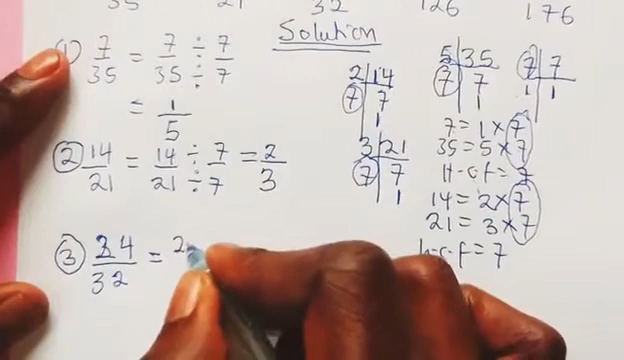 35 21 32 126 176
Solution
① 7/35 = 7/35 ÷ 7/7
= 1/5
② 14/21 = 14/21 ÷ 7/7 = 2/3
③ 24/32 = 2
2 | 14
7 | 7
1
3 | 21
7 | 7
1
5 | 35
7 | 7
1
7 | 7
1 | 1
7 = 1 × 7
35 = 5 × 7
H-c-f = 7
14 = 2 × 7
21 = 3 × 7
h-c-f = 7